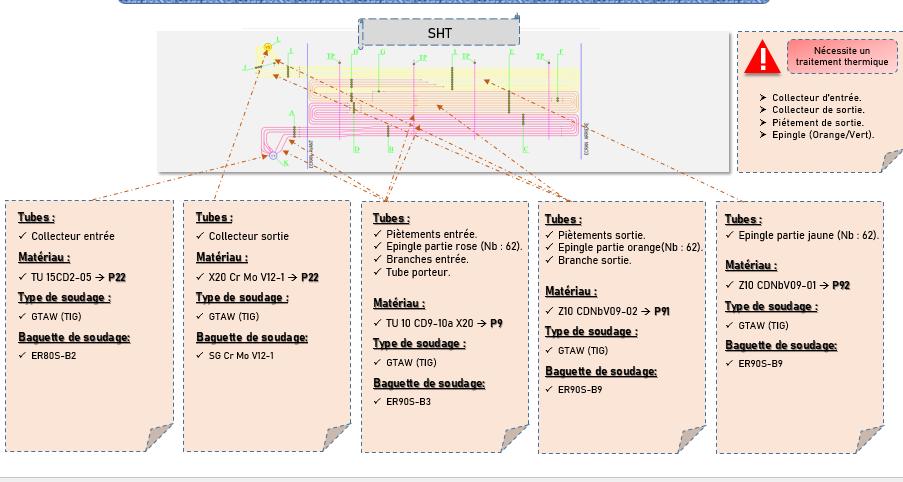 SHT
Nécessite un
traitement thermique
➤ Collecteur d'entrée.
➤ Collecteur de sortie.
➤ Piétement de sortie.
➤ Epingle (Orange/Vert).
Tubes :
✓ Collecteur entrée
Matériau :
✓ TU 15CD2-05 → P22
Type de soudage :
✓ GTAW (TIG)
Baguette de soudage:
✓ ER80S-B2
Tubes :
✓ Collecteur sortie
Matériau :
✓ X20 Cr Mo V12-1 → P22
Type de soudage :
✓ GTAW (TIG)
Baguette de soudage:
✓ SG Cr Mo V12-1
Tubes :
✓ Piètements entrée.
✓ Epingle partie rose (Nb : 62).
✓ Branches entrée.
✓ Tube porteur.
Matériau :
✓ TU 10 CD9-10a X20 → P9
Type de soudage :
✓ GTAW (TIG)
Baguette de soudage:
✓ ER90S-B3
Tubes :
✓ Piètements sortie.
✓ Epingle partie orange(Nb : 62).
✓ Branche sortie.
Matériau :
✓ Z10 CDNbV09-02 → P91
Type de soudage :
✓ GTAW (TIG)
Baguette de soudage:
✓ ER90S-B9
Tubes :
✓ Epingle partie jaune (Nb : 62).
Matériau :
✓ Z10 CDNbV09-01 → P92
Type de soudage :
✓ GTAW (TIG)
Baguette de soudage:
✓ ER90S-B9